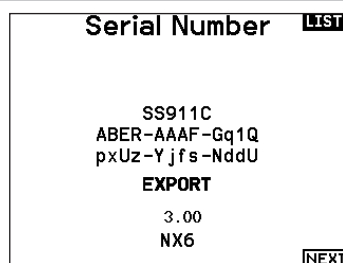 Serial Number LIST
SS911C
ABER-AAAF-Gq1Q
pxUz-Yjfs-NddU
EXPORT
3.00
NX6
NEXT